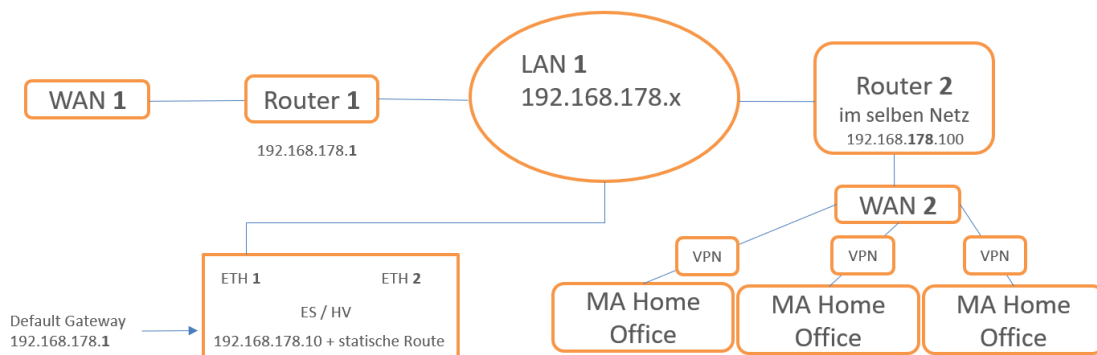 WAN 1
Router 1
192.168.178.1
LAN 1
192.168.178.x
Router 2
im selben Netz
192.168.178.100
WAN 2
VPN
VPN
VPN
MA Home
Office
MA Home
Office
MA Home
Office
ETH 1
ETH 2
ES / HV
192.168.178.10 + statische Route
Default Gateway
192.168.178.1